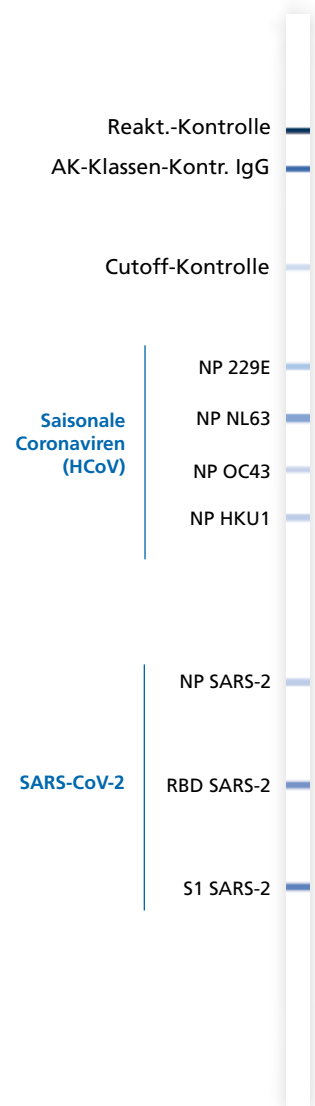 Reakt.-Kontrolle
AK-Klassen-Kontr. IgG
Cutoff-Kontrolle
Saisonale
Coronaviren
(HCoV)
NP 229E
NP NL63
NP OC43
NP HKU1
SARS-CoV-2
NP SARS-2
RBD SARS-2
S1 SARS-2